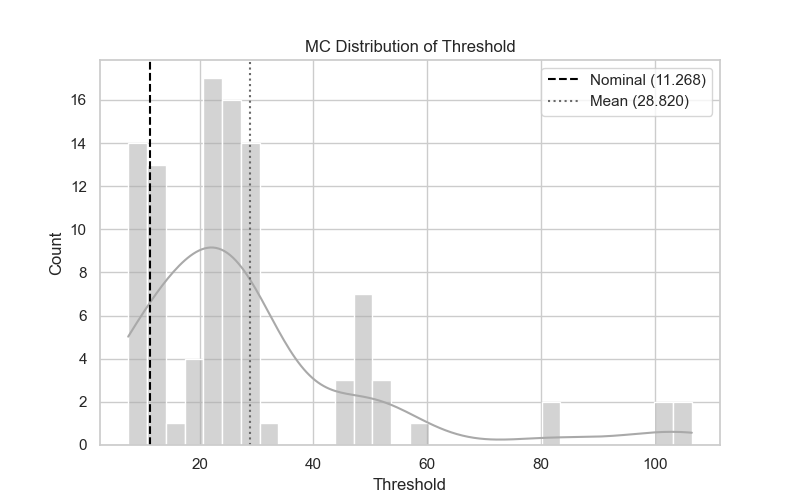 MC Distribution of Threshold
Nominal (11.268)
Mean (28.820)
Count
16
14
12
10
8
6
4
2
0
20
40
60
80
100
Threshold